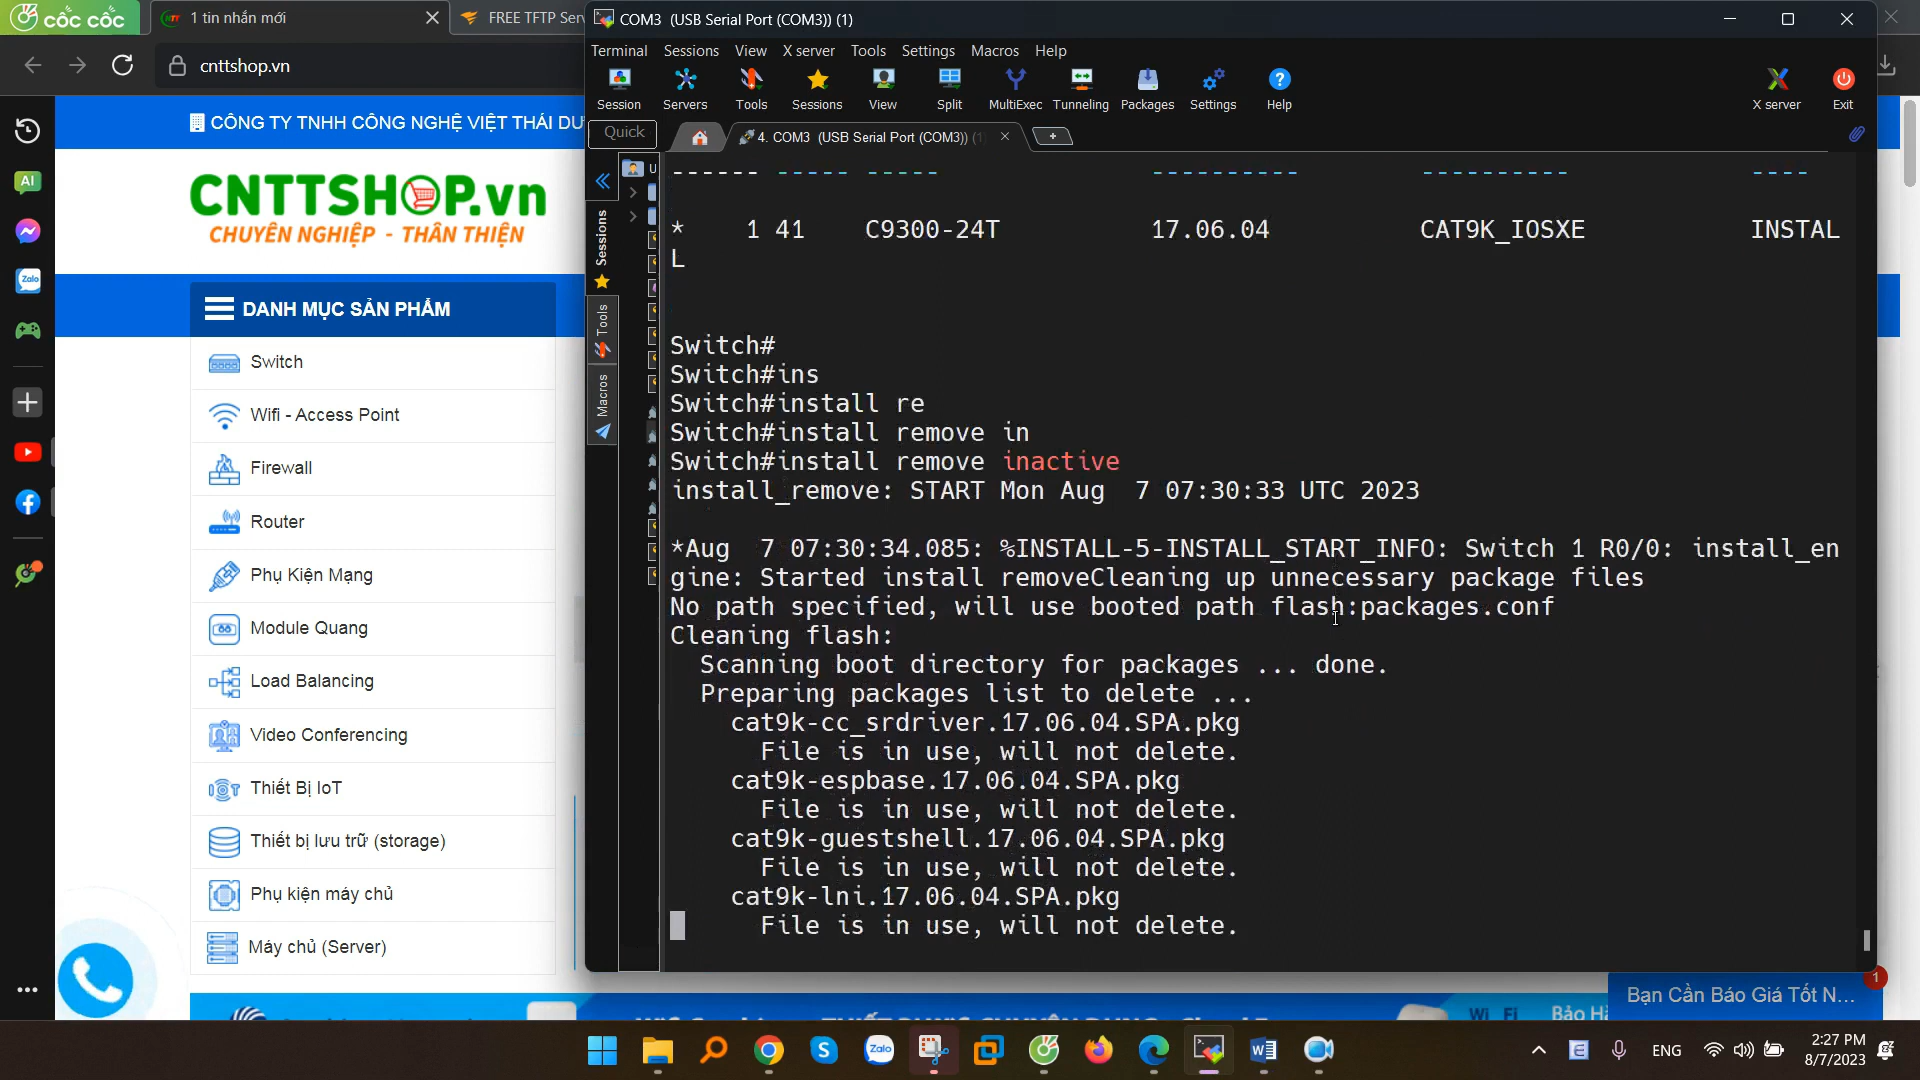 cốc cốc
1 tin nhắn mới
FREE TFTP Ser
cnttshop.vn
CÔNG TY TNHH CÔNG NGHỆ VIỆT THÁI DƯ
CNTTSHOP.vn
CHUYÊN NGHIỆP - THÂN THIỆN
DANH MỤC SẢN PHẨM
Switch
Wifi - Access Point
Firewall
Router
Phụ Kiện Mạng
Module Quang
Load Balancing
Video Conferencing
Thiết Bị IoT
Thiết bị lưu trữ (storage)
Phụ kiện máy chủ
Máy chủ (Server)
AI
Zalo
COM3 (USB Serial Port (COM3)) (1)
Terminal Sessions View X server Tools Settings Macros Help
Session Servers Tools Sessions View Split MultiExec Tunneling Packages Settings Help X server Exit
Quick
4. COM3 (USB Serial Port (COM3)) (1
U
Sessions
Tools
Macros
------ ----- ----- ---------- ---------- ----
* 1 41 C9300-24T 17.06.04 CAT9K_IOSXE INSTAL
L
Switch#
Switch#ins
Switch#install re
Switch#install remove in
Switch#install remove inactive
install_remove: START Mon Aug 7 07:30:33 UTC 2023
*Aug 7 07:30:34.085: %INSTALL-5-INSTALL_START_INFO: Switch 1 R0/0: install_en
gine: Started install removeCleaning up unnecessary package files
No path specified, will use booted path flash:packages.conf
Cleaning flash:
Scanning boot directory for packages ... done.
Preparing packages list to delete ...
cat9k-cc_srdriver.17.06.04.SPA.pkg
File is in use, will not delete.
cat9k-espbase.17.06.04.SPA.pkg
File is in use, will not delete.
cat9k-guestshell.17.06.04.SPA.pkg
File is in use, will not delete.
cat9k-lni.17.06.04.SPA.pkg
File is in use, will not delete.
1
Bạn Cần Báo Giá Tốt N...
Wi Fi
Zalo
ENG
2:27 PM
8/7/2023